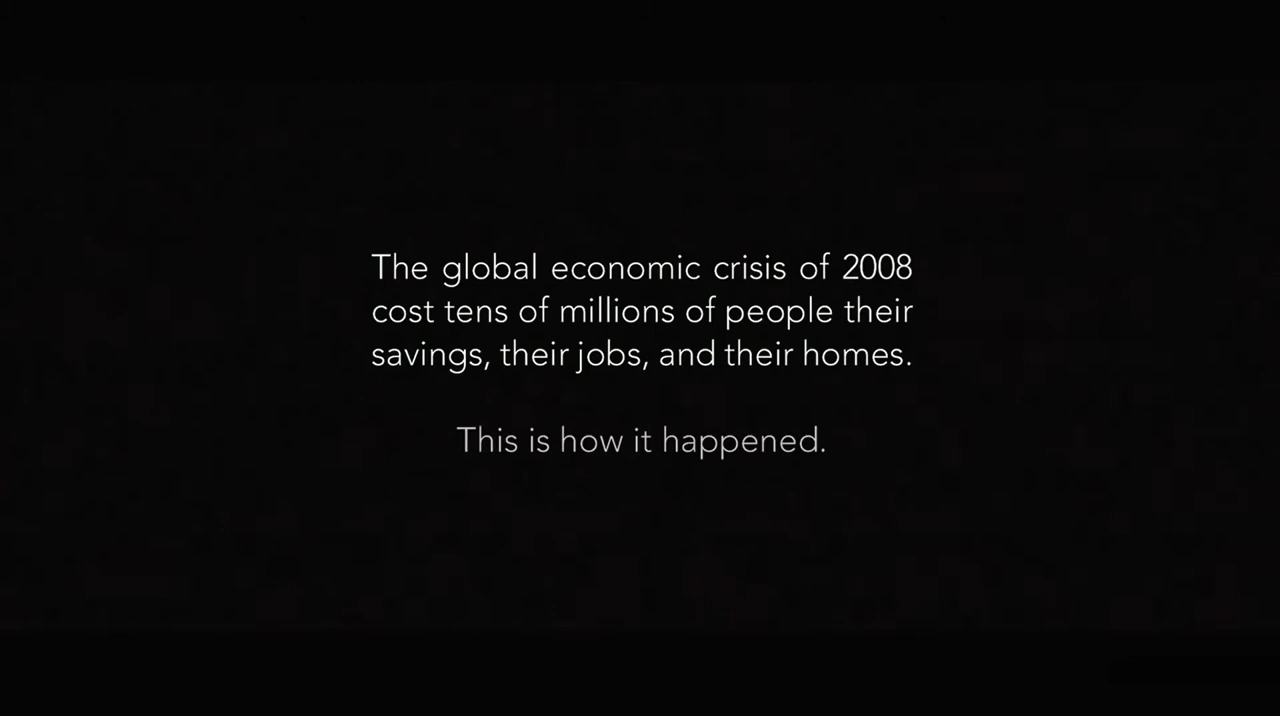 The global economic crisis of 2008
cost tens of millions of people their
savings, their jobs, and their homes.
This is how it happened.